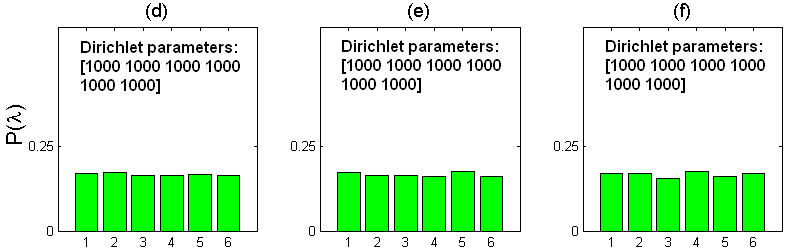 (d)
Dirichlet parameters:
[1000 1000 1000 1000
1000 1000]
P(λ)
0.25
0
1 2 3 4 5 6
(e)
Dirichlet parameters:
[1000 1000 1000 1000
1000 1000]
0.25
0
1 2 3 4 5 6
(f)
Dirichlet parameters:
[1000 1000 1000 1000
1000 1000]
0.25
0
1 2 3 4 5 6